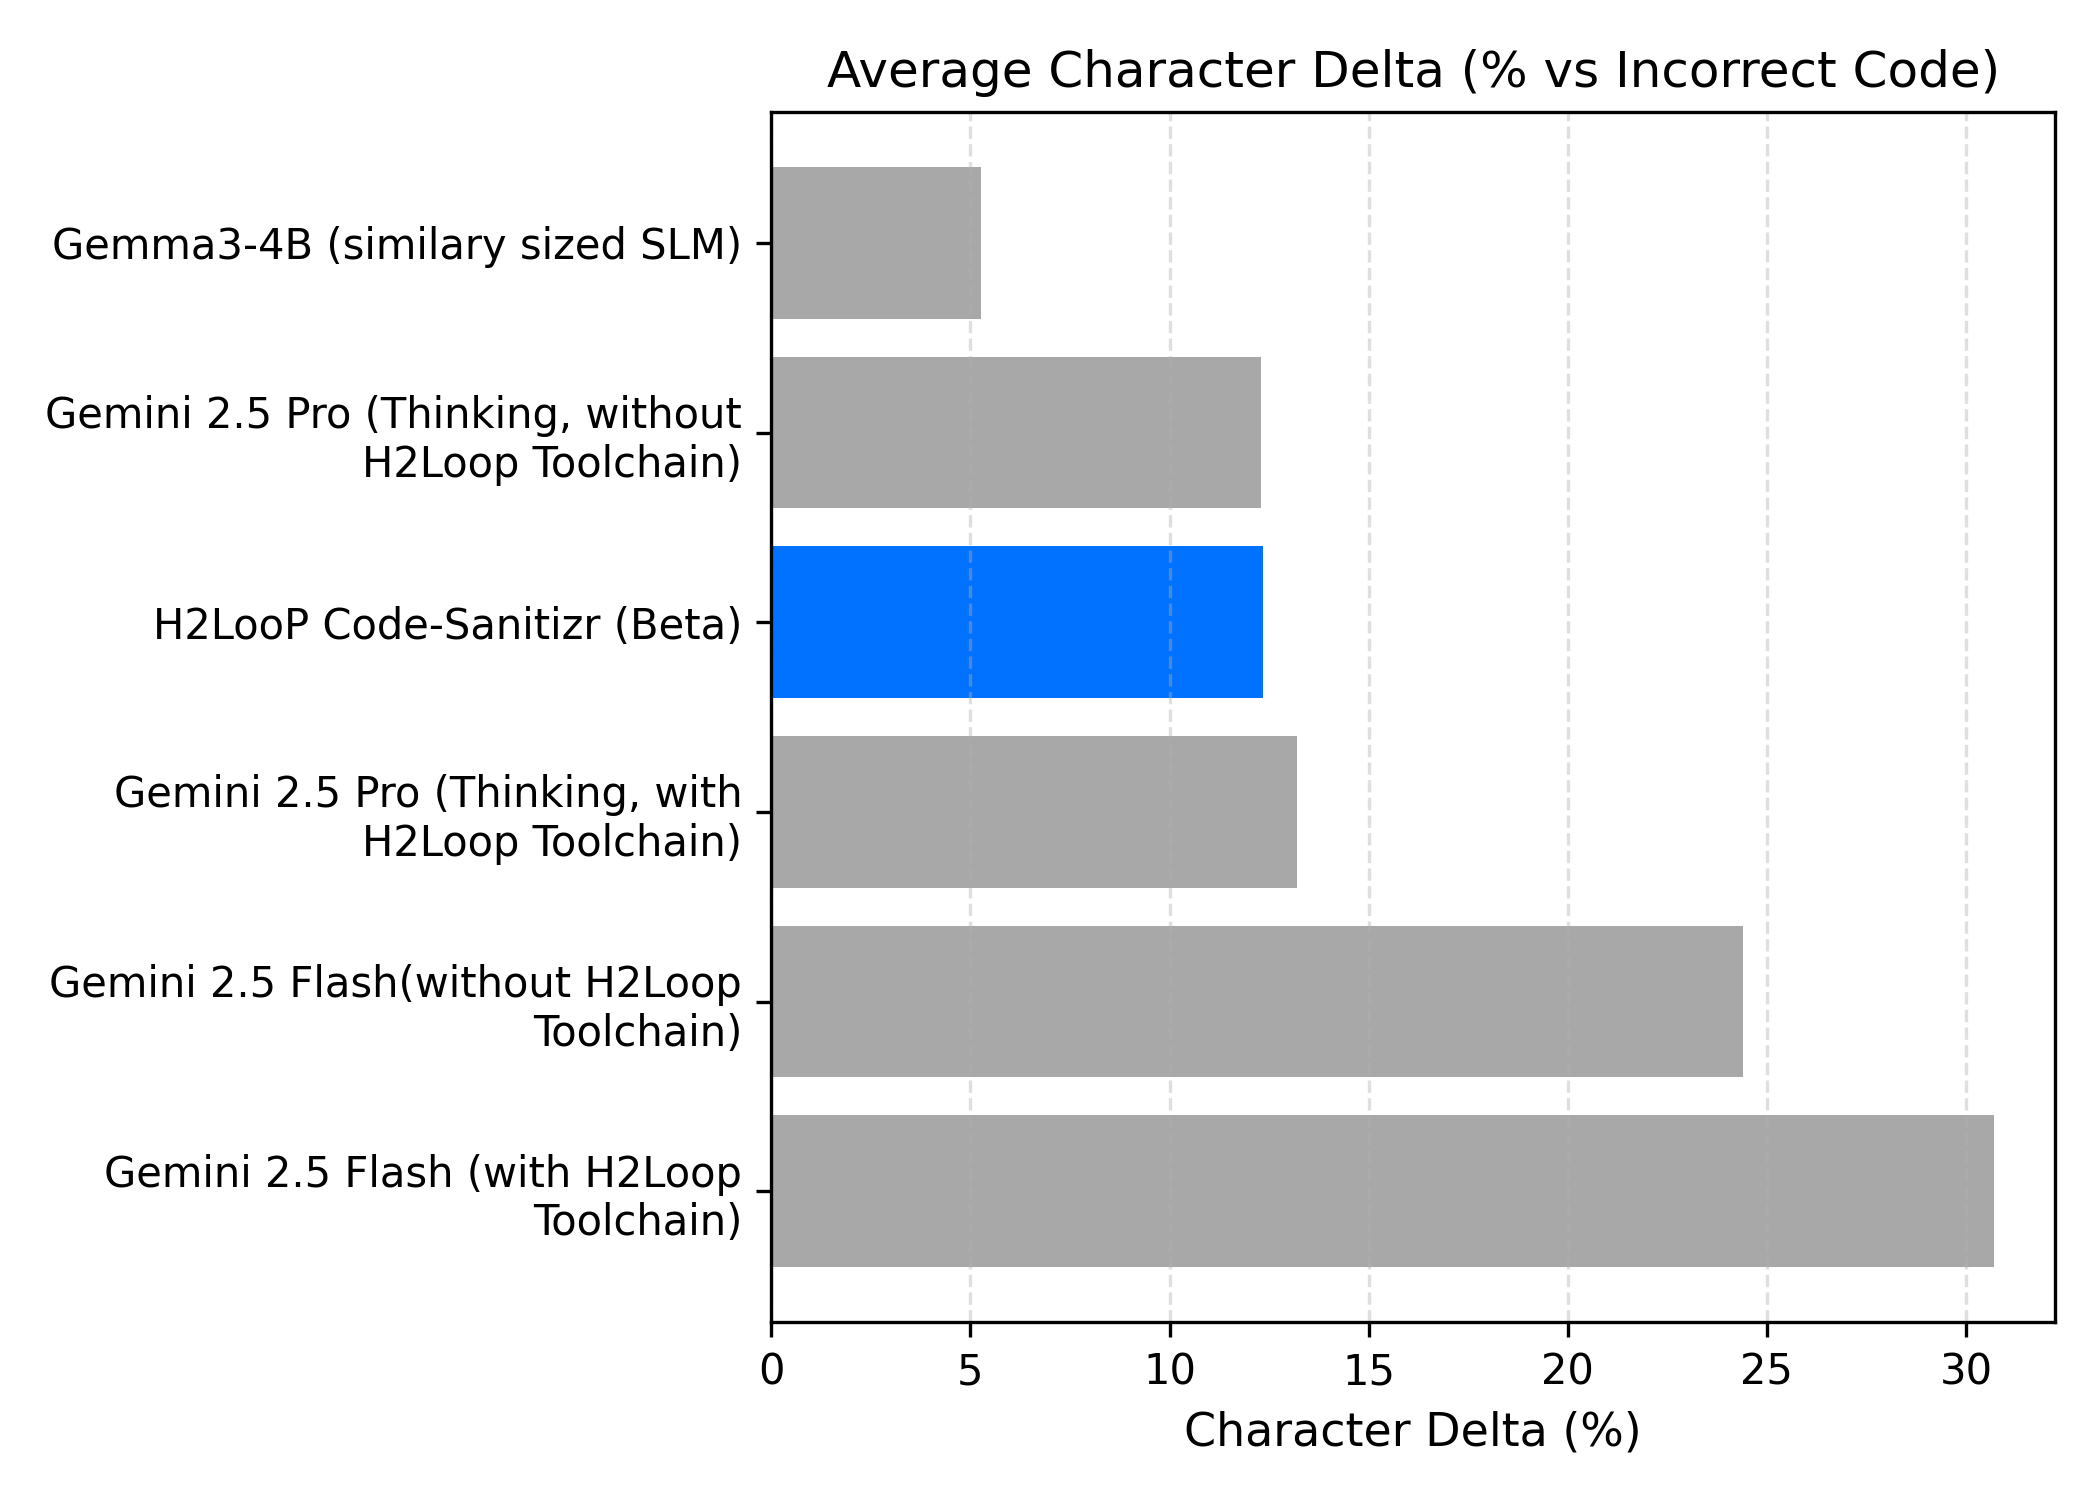 Average Character Delta (% vs Incorrect Code)
Gemma3-4B (similary sized SLM)
Gemini 2.5 Pro (Thinking, without
H2Loop Toolchain)
H2LooP Code-Sanitizr (Beta)
Gemini 2.5 Pro (Thinking, with
H2Loop Toolchain)
Gemini 2.5 Flash(without H2Loop
Toolchain)
Gemini 2.5 Flash (with H2Loop
Toolchain)
0 5 10 15 20 25 30
Character Delta (%)